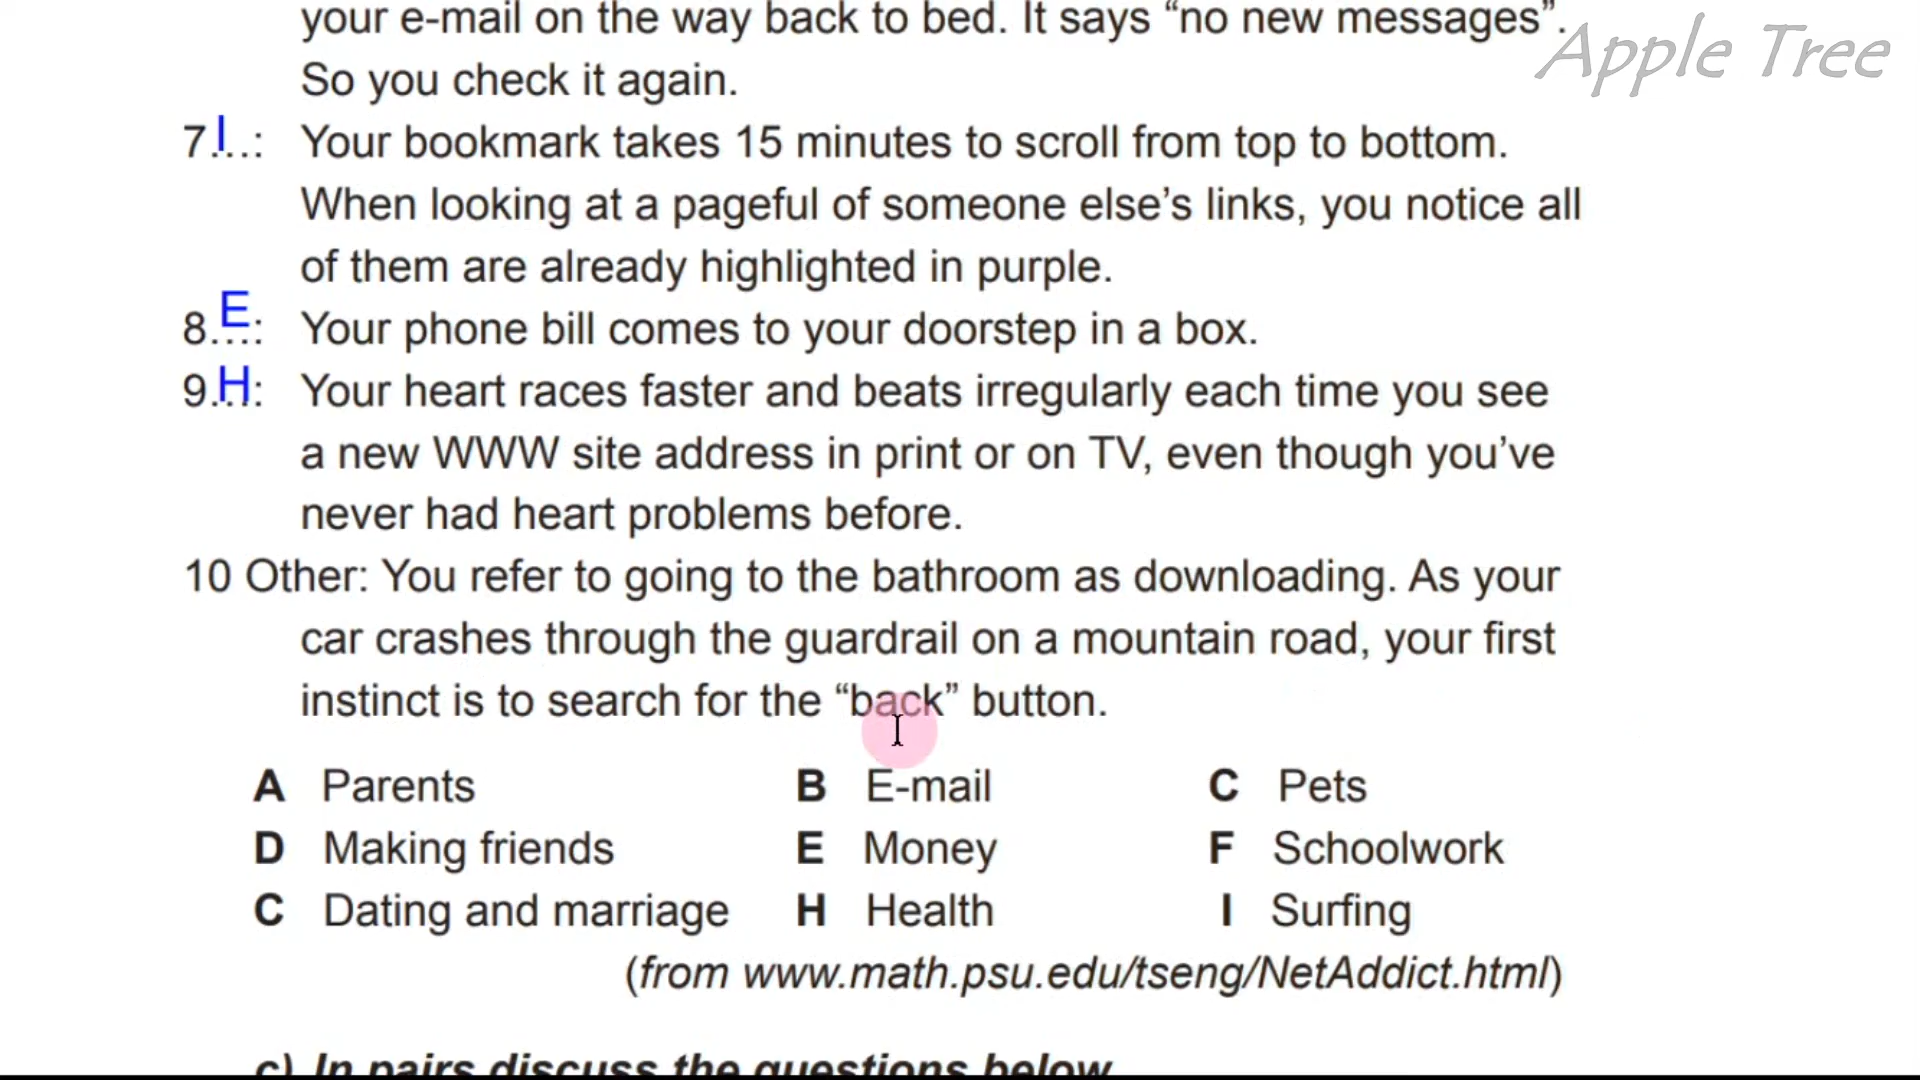 your e-mail on the way back to bed. It says “no new messages”.
Apple Tree
So you check it again.
7.I..: Your bookmark takes 15 minutes to scroll from top to bottom.
When looking at a pageful of someone else’s links, you notice all
of them are already highlighted in purple.
8.E..: Your phone bill comes to your doorstep in a box.
9.H.: Your heart races faster and beats irregularly each time you see
a new WWW site address in print or on TV, even though you’ve
never had heart problems before.
10 Other: You refer to going to the bathroom as downloading. As your
car crashes through the guardrail on a mountain road, your first
instinct is to search for the “back” button.
A Parents B E-mail C Pets
D Making friends E Money F Schoolwork
C Dating and marriage H Health I Surfing
(from www.math.psu.edu/tseng/NetAddict.html)
c) In pairs discuss the questions below